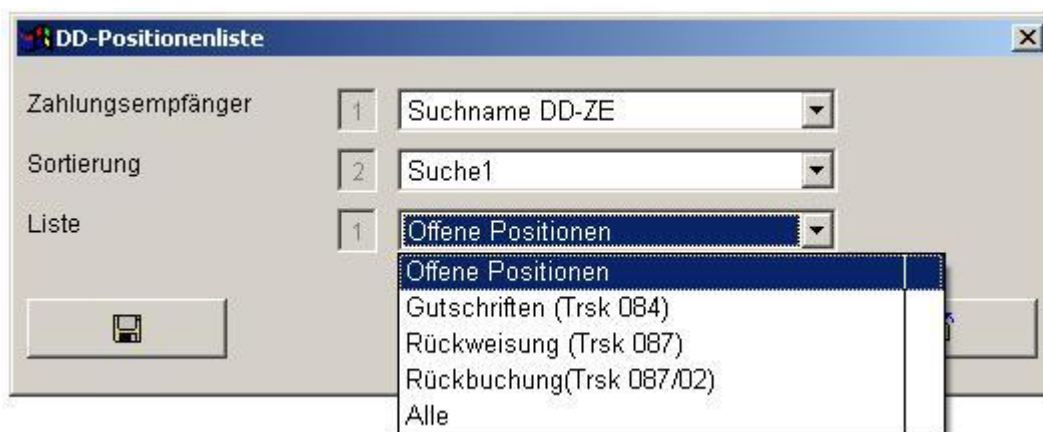 DD-Positionenliste
Zahlungsempfänger 1 Suchname DD-ZE
Sortierung 2 Suche1
Liste 1 Offene Positionen
Offene Positionen
Gutschriften (Trsk 084)
Rückweisung (Trsk 087)
Rückbuchung(Trsk 087/02)
Alle